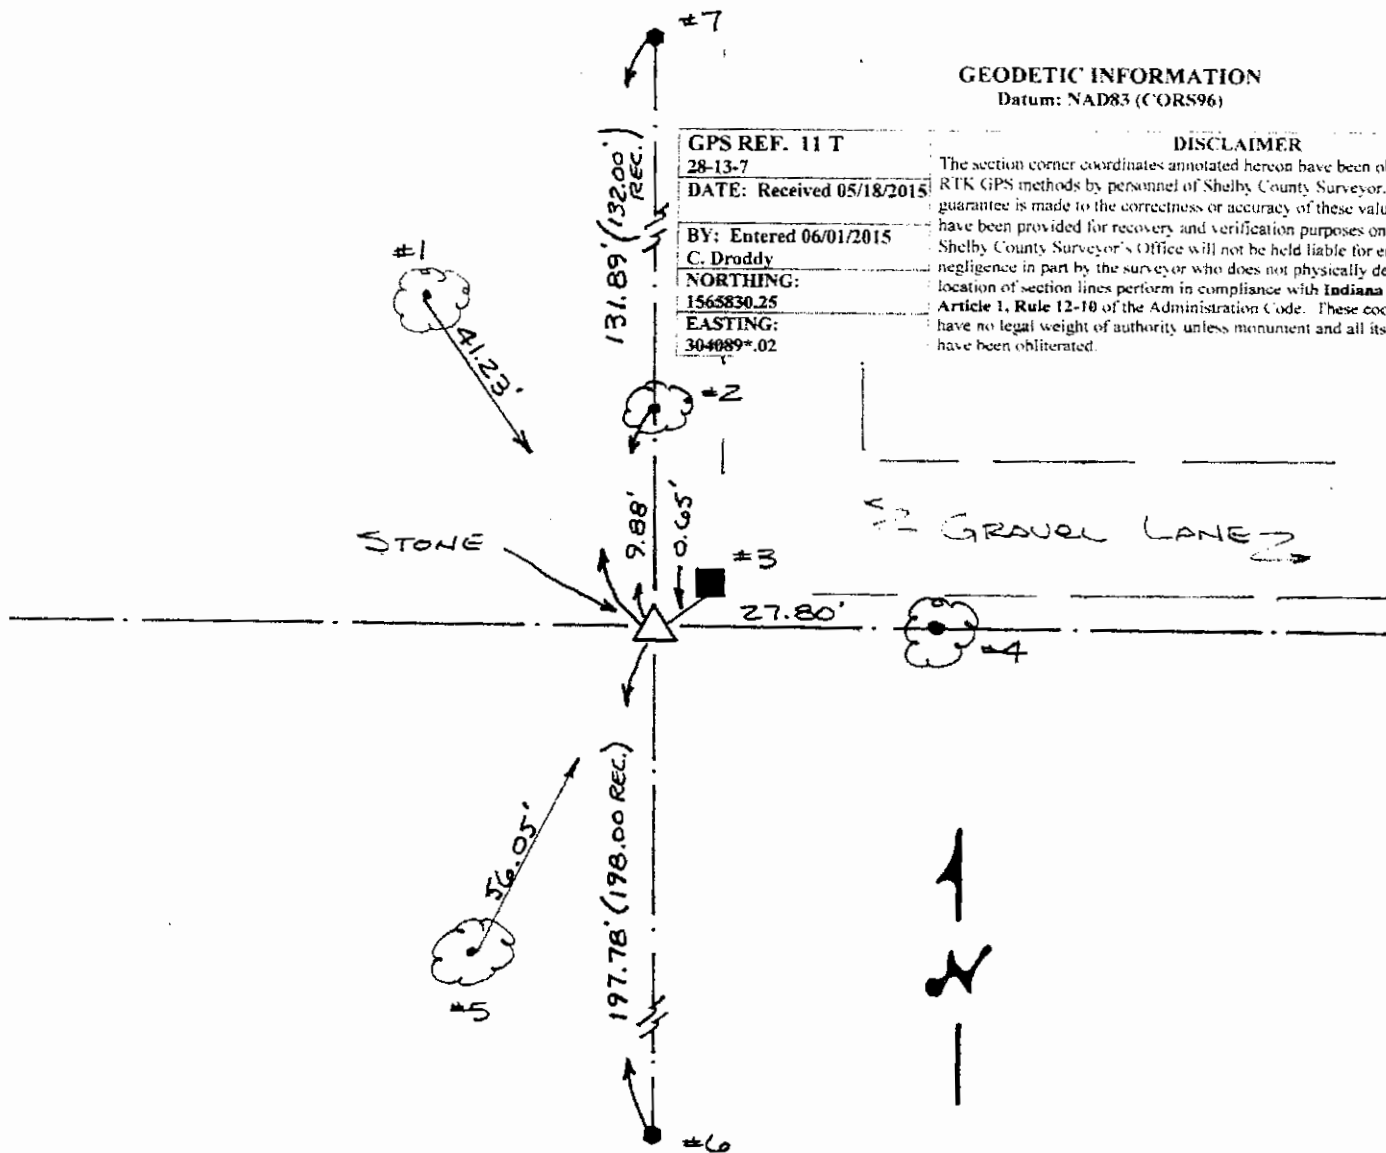 #7
GEODETIC INFORMATION
Datum: NAD83 (CORS96)
GPS REF. 11 T
28-13-7
DATE: Received 05/18/2015
BY: Entered 06/01/2015
C. Droddy
NORTHING:
1565830.25
EASTING:
304089*.02
DISCLAIMER
The section corner coordinates annotated hereon have been
RTK GPS methods by personnel of Shelby County Surveyor.
guarantee is made to the correctness or accuracy of these
have been provided for recovery and verification purposes
Shelby County Surveyor's Office will not be held liable for
negligence in part by the surveyor who does not physically
location of section lines perform in compliance with Indiana
Article 1, Rule 12-10 of the Administration Code. These
have no legal weight of authority unless monument and all its
have been obliterated.
131.89' (132.00' REC.)
#1
41.23'
#2
9.88'
0.65'
STONE
#3
GRAVEL LANE
27.80'
#4
197.78' (198.00 REC.)
56.05'
#5
N
#6